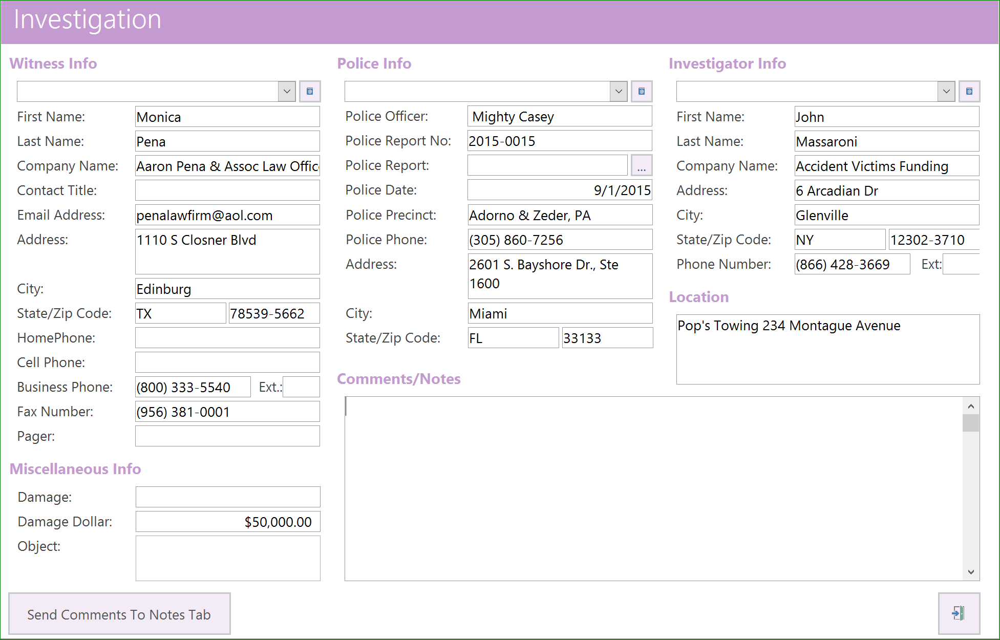 Investigation
Witness Info
First Name: Monica
Last Name: Pena
Company Name: Aaron Pena & Assoc Law Offic
Contact Title:
Email Address: penalawfirm@aol.com
Address: 1110 S Closner Blvd
City: Edinburg
State/Zip Code: TX 78539-5662
HomePhone:
Cell Phone:
Business Phone: (800) 333-5540 Ext.:
Fax Number: (956) 381-0001
Pager:
Miscellaneous Info
Damage:
Damage Dollar: $50,000.00
Object:
Send Comments To Notes Tab
Police Info
Police Officer: Mighty Casey
Police Report No: 2015-0015
Police Report: ...
Police Date: 9/1/2015
Police Precinct: Adorno & Zeder, PA
Police Phone: (305) 860-7256
Address: 2601 S. Bayshore Dr., Ste
1600
City: Miami
State/Zip Code: FL 33133
Comments/Notes
Investigator Info
First Name: John
Last Name: Massaroni
Company Name: Accident Victims Funding
Address: 6 Arcadian Dr
City: Glenville
State/Zip Code: NY 12302-3710
Phone Number: (866) 428-3669 Ext:
Location
Pop's Towing 234 Montague Avenue